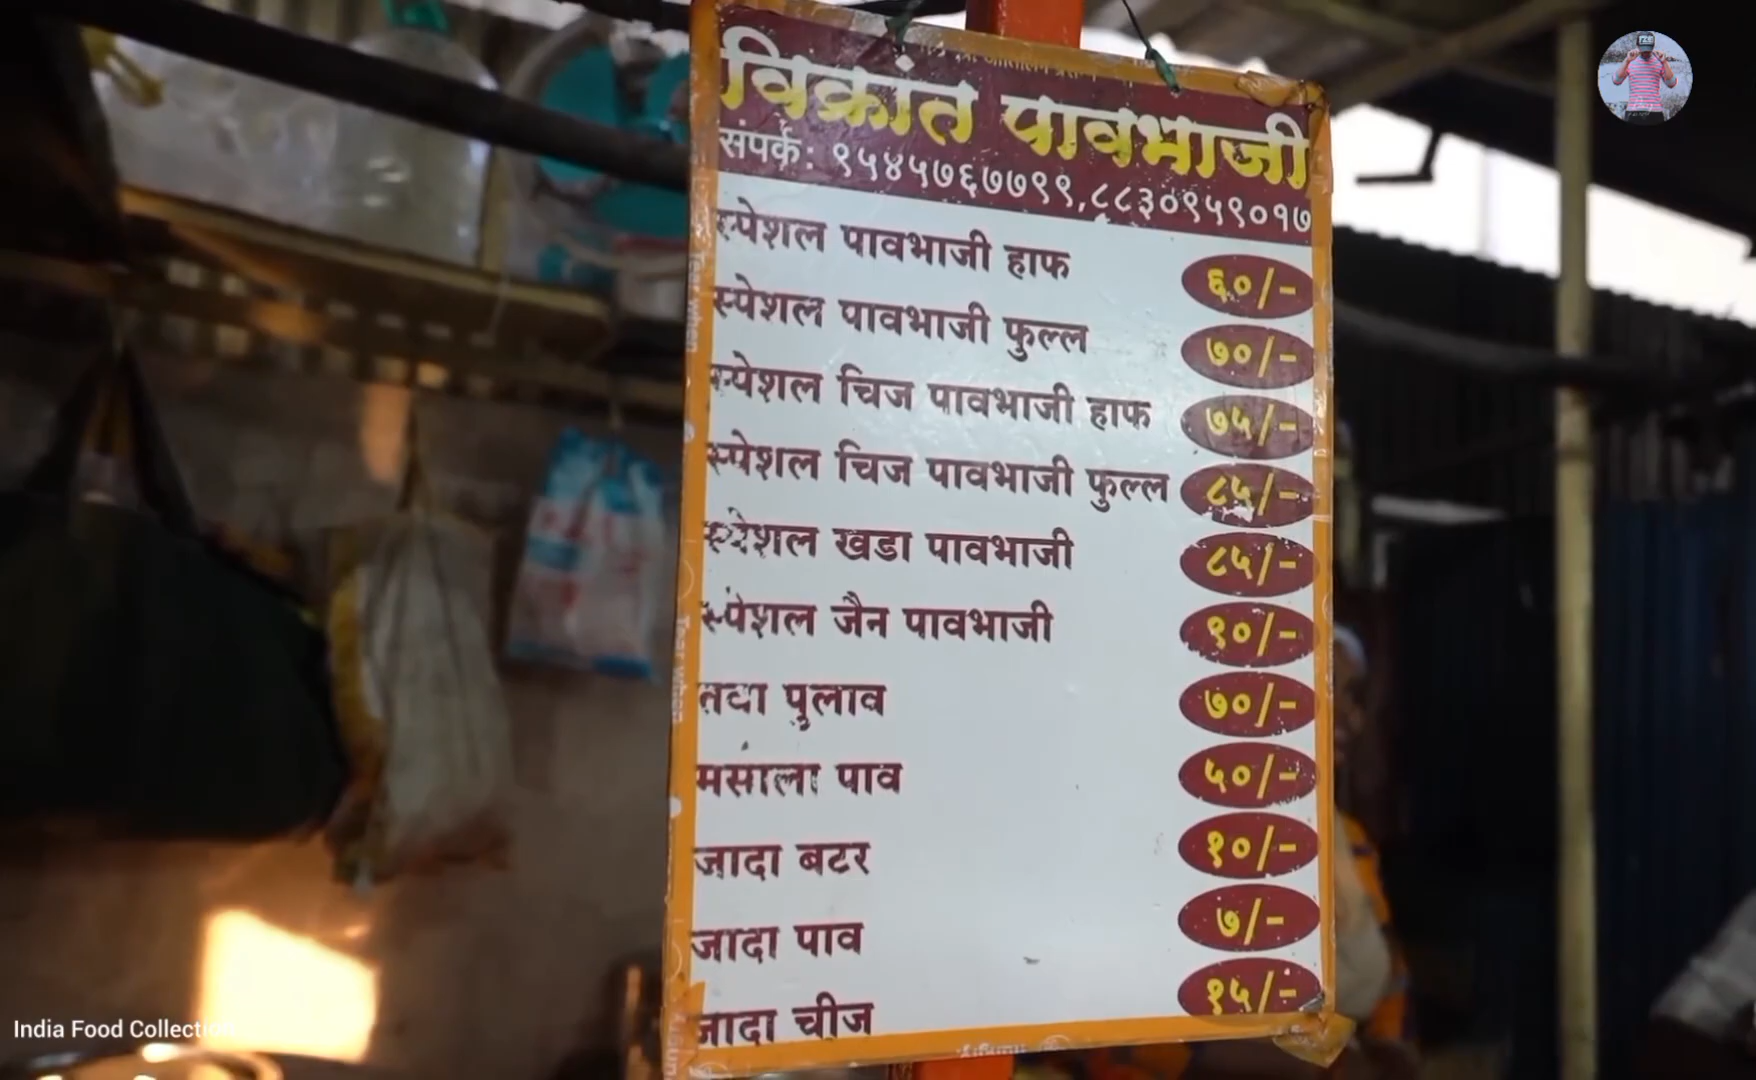 विक्रांत पावभाजी
संपर्क: ९५४५७६७७९९,८८३०९५९०१७
स्पेशल पावभाजी हाफ ६०/-
स्पेशल पावभाजी फुल्ल ७०/-
स्पेशल चिज पावभाजी हाफ ७५/-
स्पेशल चिज पावभाजी फुल्ल ८५/-
स्पेशल खडा पावभाजी ८५/-
स्पेशल जैन पावभाजी ९०/-
तवा पुलाव ७०/-
मसाला पाव ५०/-
जादा बटर १०/-
जादा पाव ७/-
जादा चीज १५/-
India Food Collection